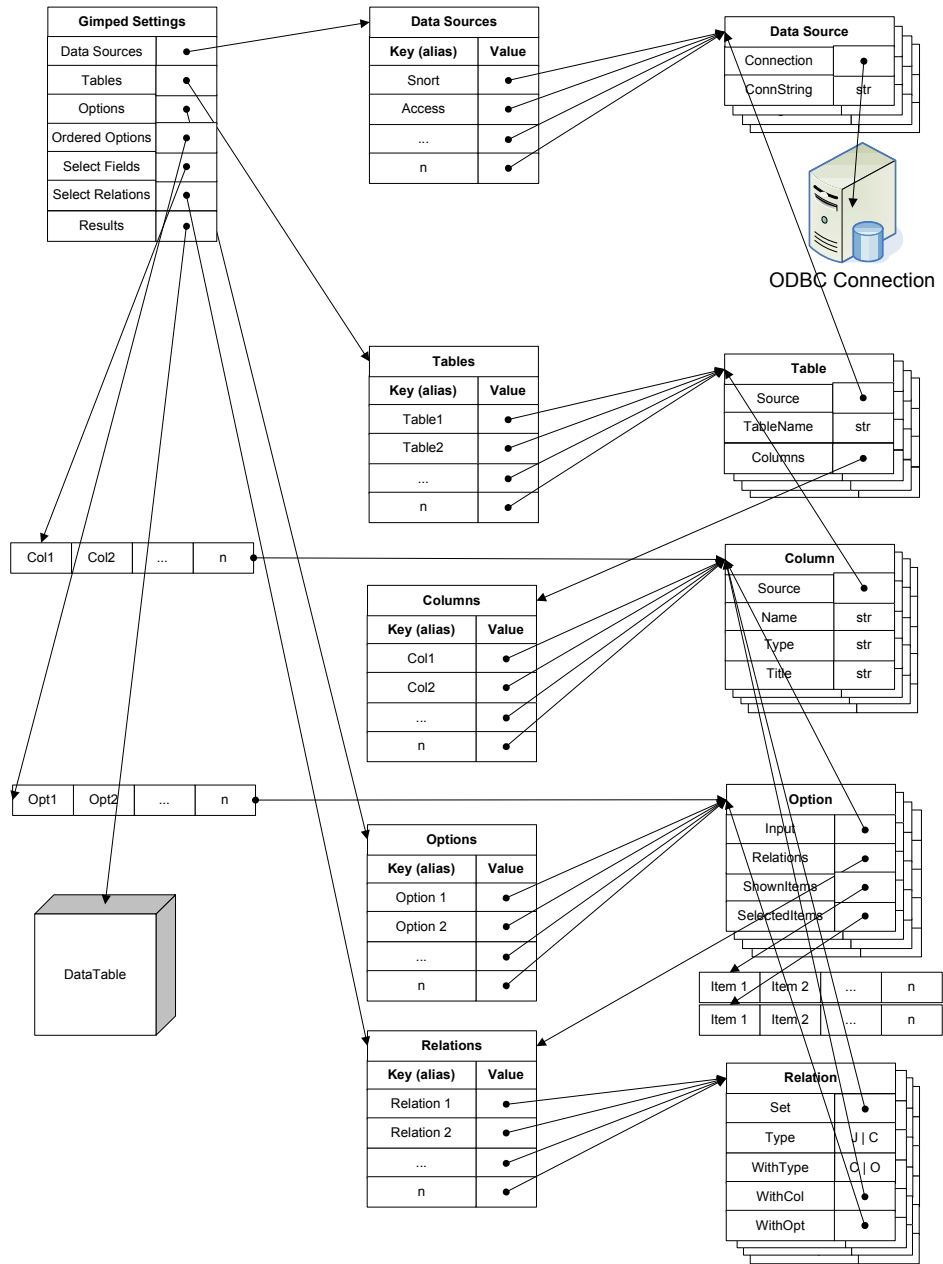 Gimped Settings
Data Sources
Tables
Options
Ordered Options
Select Fields
Select Relations
Results
Data Sources
Key (alias) Value
Snort
Access
...
n
Data Source
Connection
ConnString str
ODBC Connection
Tables
Key (alias) Value
Table1
Table2
...
n
Table
Source
TableName str
Columns
Col1 Col2 ... n
Columns
Key (alias) Value
Col1
Col2
...
n
Column
Source
Name str
Type str
Title str
Opt1 Opt2 ... n
Options
Key (alias) Value
Option 1
Option 2
...
n
Option
Input
Relations
ShownItems
SelectedItems
Item 1 Item 2 ... n
Item 1 Item 2 ... n
DataTable
Relations
Key (alias) Value
Relation 1
Relation 2
...
n
Relation
Set
Type J | C
WithType C | O
WithCol
WithOpt